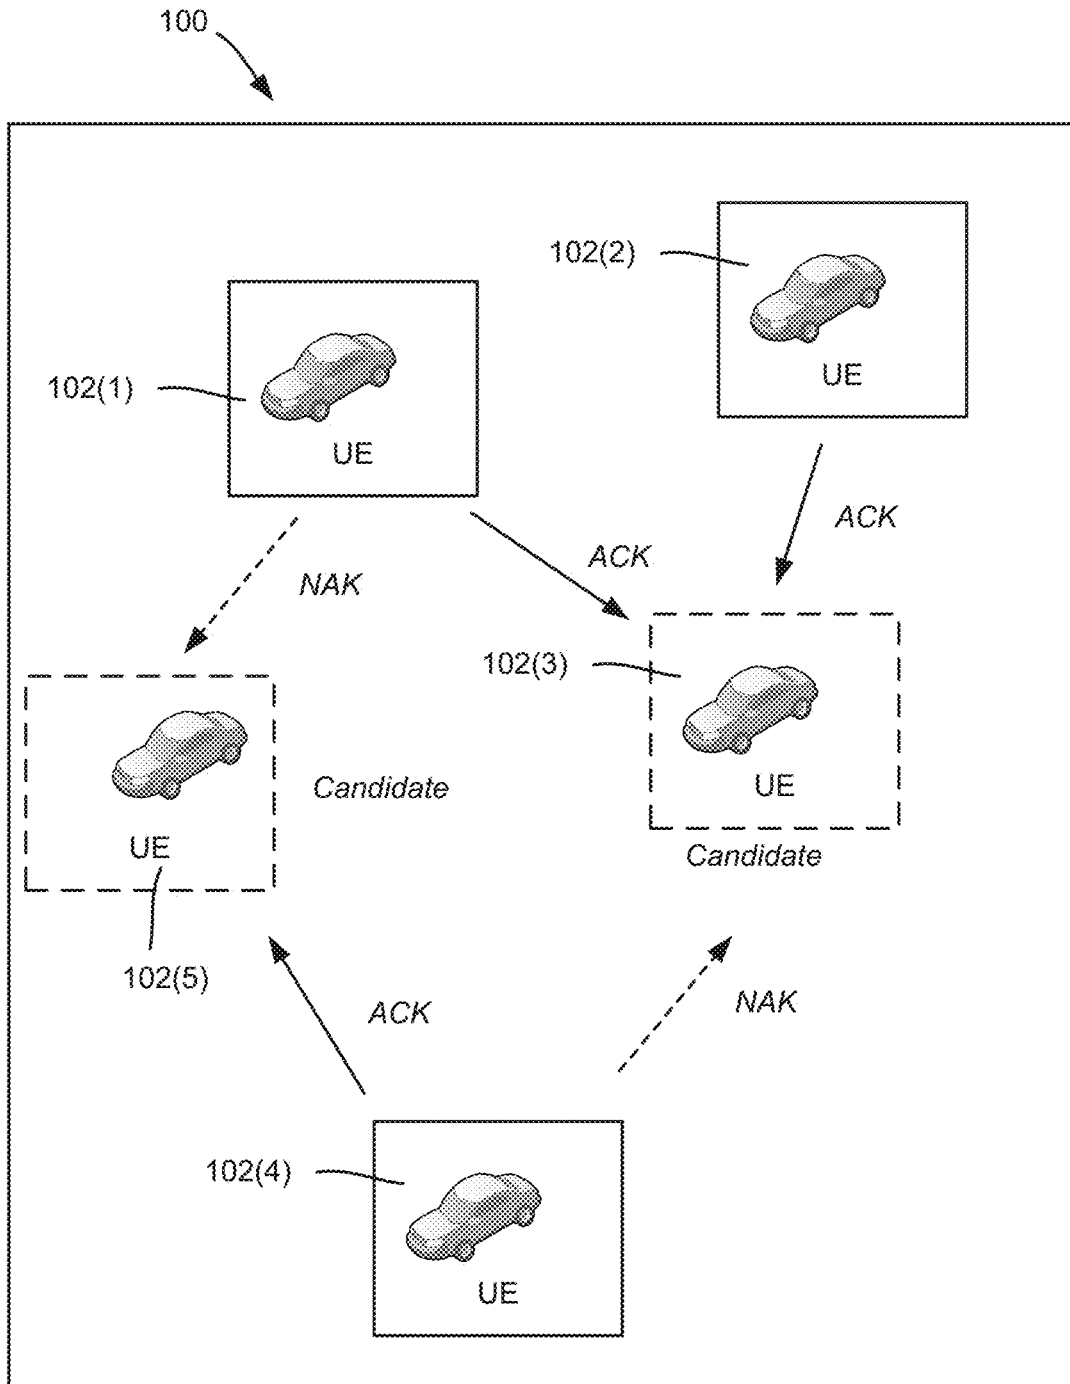 100
102(2)
UE
102(1)
UE
ACK
ACK
NAK
102(3)
UE
Candidate
Candidate
UE
102(5)
ACK
NAK
102(4)
UE